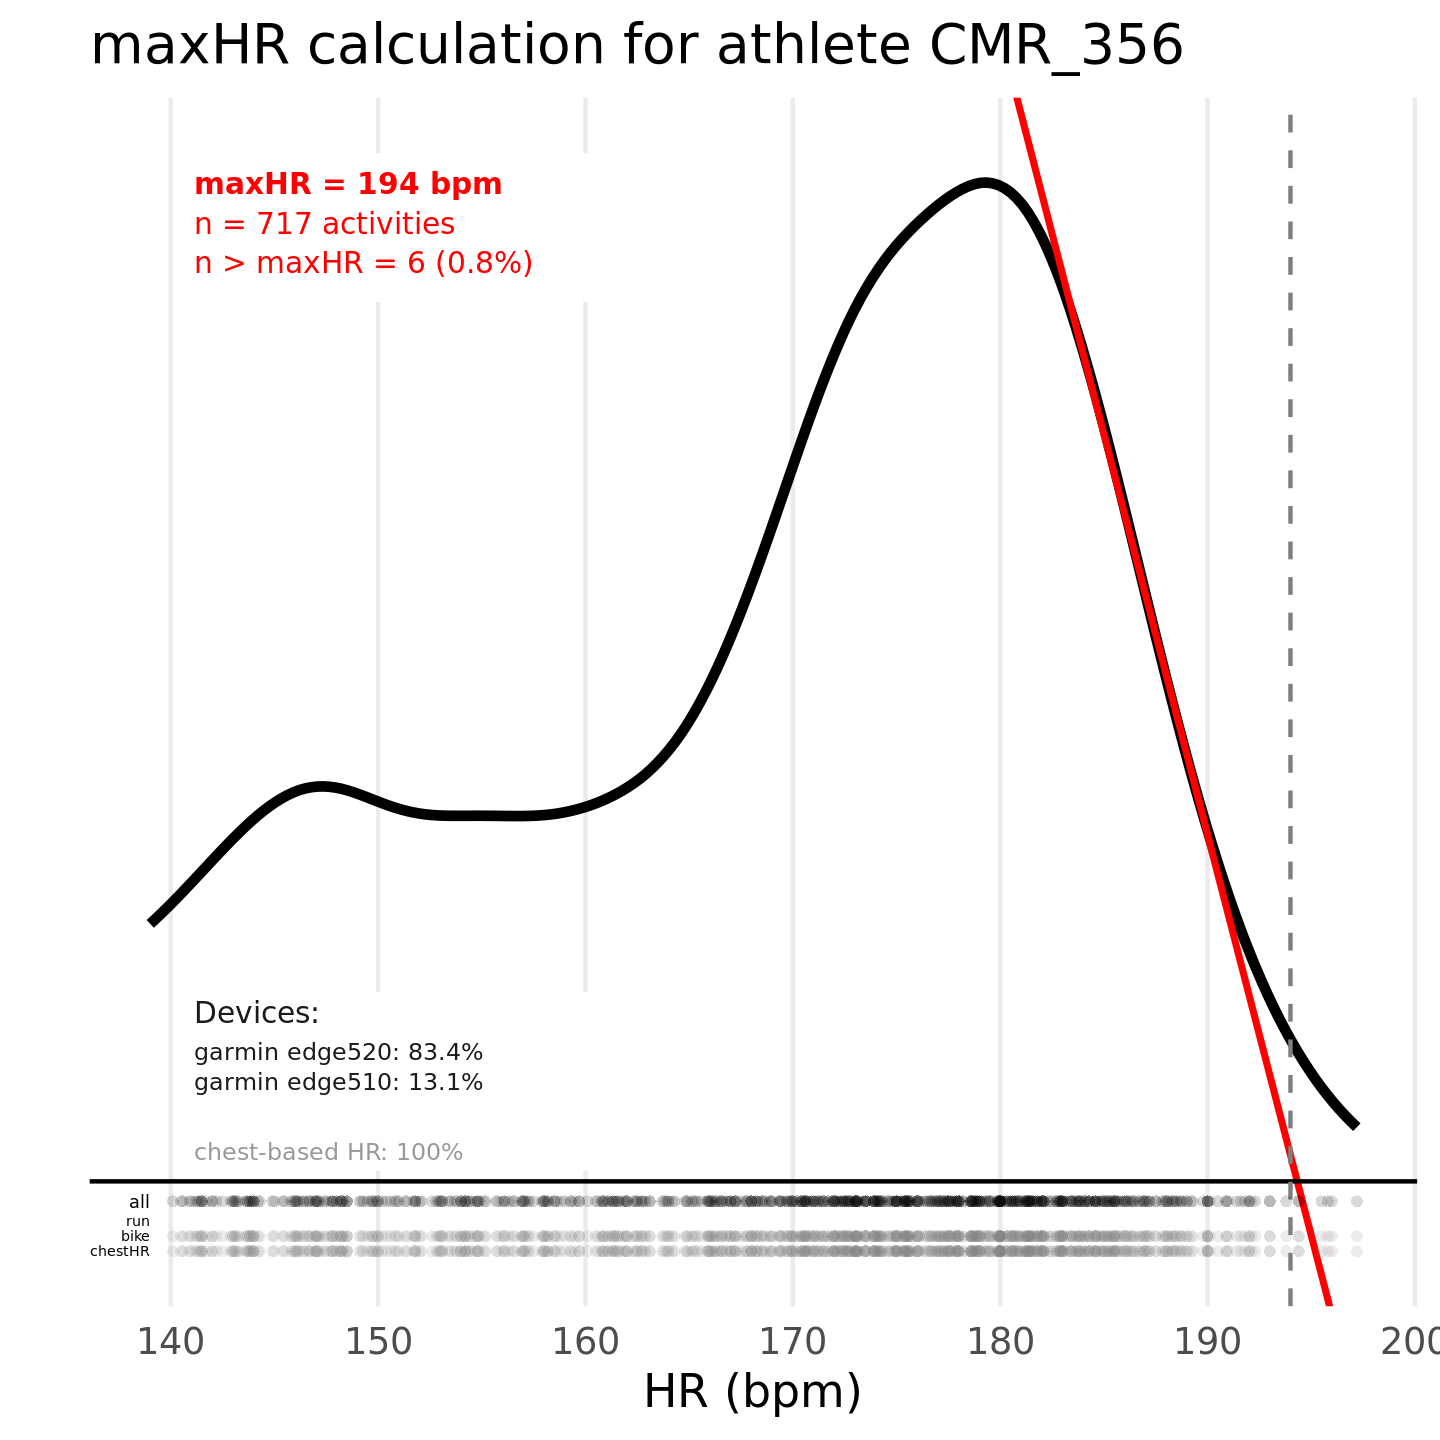 maxHR calculation for athlete CMR_356
maxHR = 194 bpm
n = 717 activities
n > maxHR = 6 (0.8%)
Devices:
garmin edge520: 83.4%
garmin edge510: 13.1%
chest-based HR: 100%
all
run
bike
chestHR
140 150 160 170 180 190 200
HR (bpm)